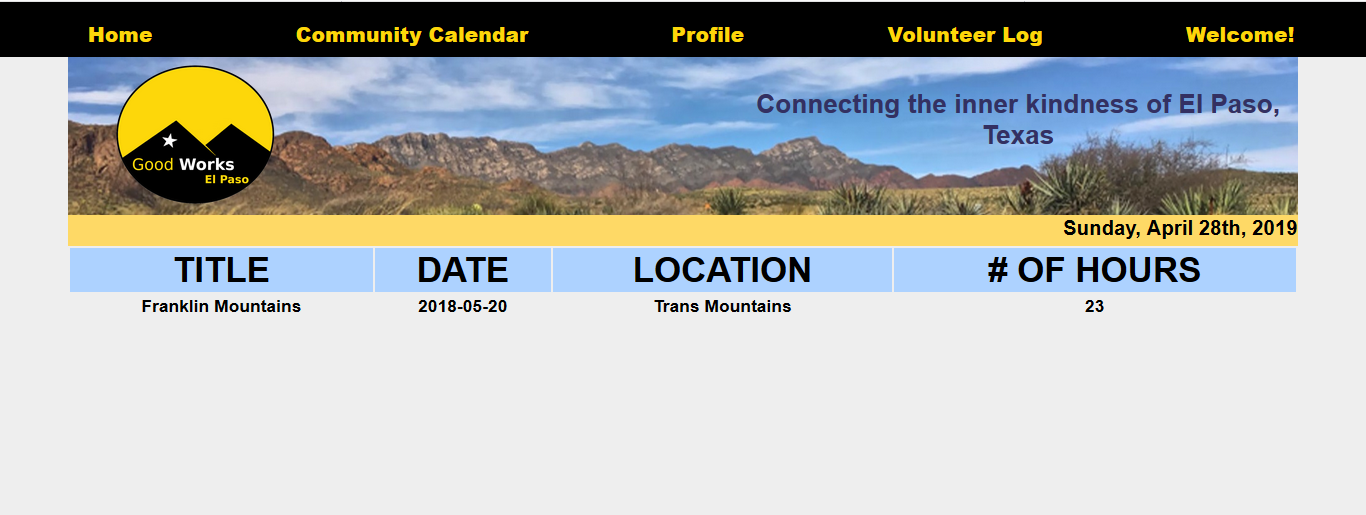 Home Community Calendar Profile Volunteer Log Welcome!
Connecting the inner kindness of El Paso,
Texas
Good Works
El Paso
Sunday, April 28th, 2019
TITLE DATE LOCATION # OF HOURS
Franklin Mountains 2018-05-20 Trans Mountains 23